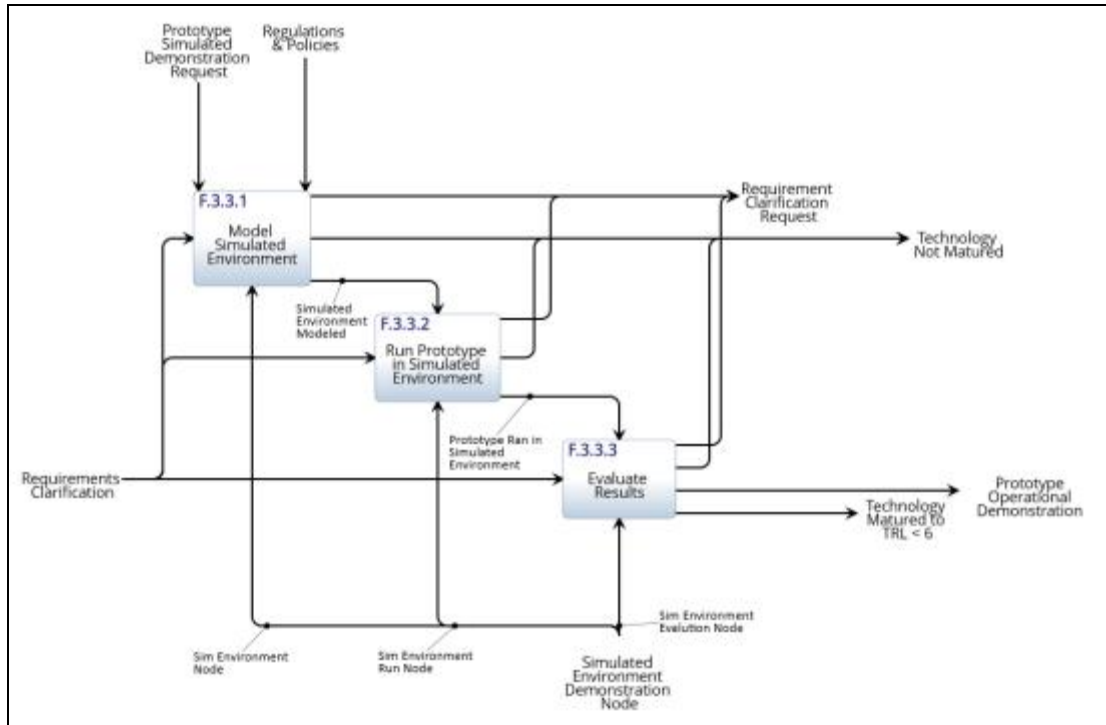 Prototype
Simulated
Demonstration
Request
Regulations
& Policies
F.3.3.1
Model
Simulated
Environment
Requirement
Clarification
Request
Technology
Not Matured
Simulated
Environment
Modeled
F.3.3.2
Run Prototype
in Simulated
Environment
Prototype Ran in
Simulated
Environment
F.3.3.3
Evaluate
Results
Requirements
Clarification
Prototype
Operational
Demonstration
Technology
Matured to
TRL < 6
Sim Environment
Node
Sim Environment
Run Node
Sim Environment
Evalution Node
Simulated
Environment
Demonstration
Node